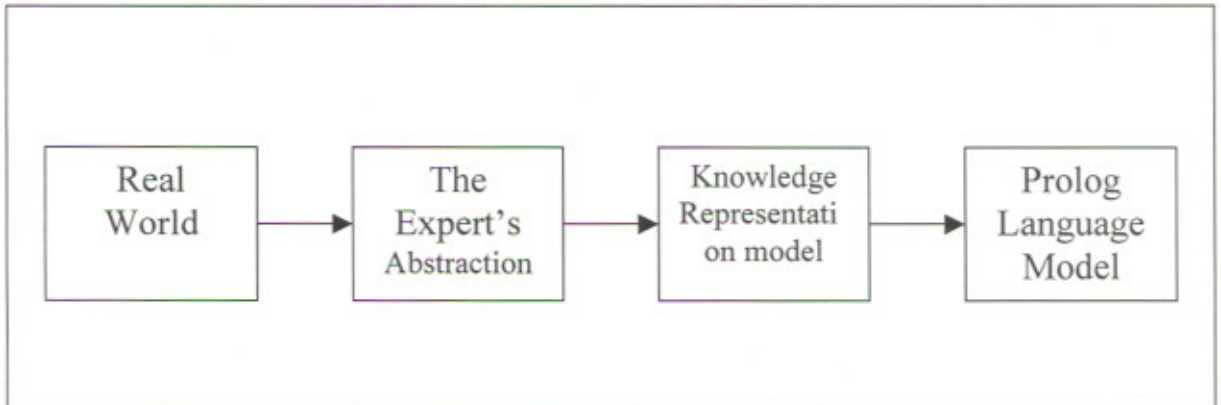 Real
World
The
Expert's
Abstraction
Knowledge
Representati
on model
Prolog
Language
Model